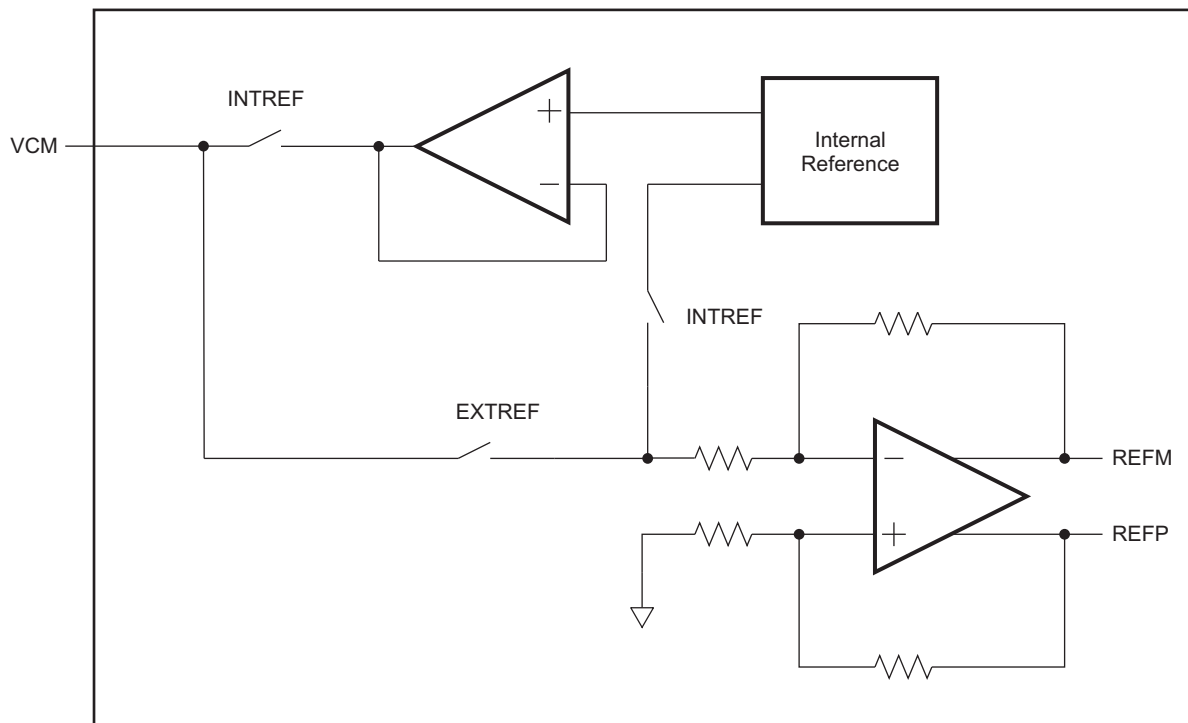 INTREF
VCM
+
−
Internal
Reference
INTREF
EXTREF
−
REFM
+
REFP